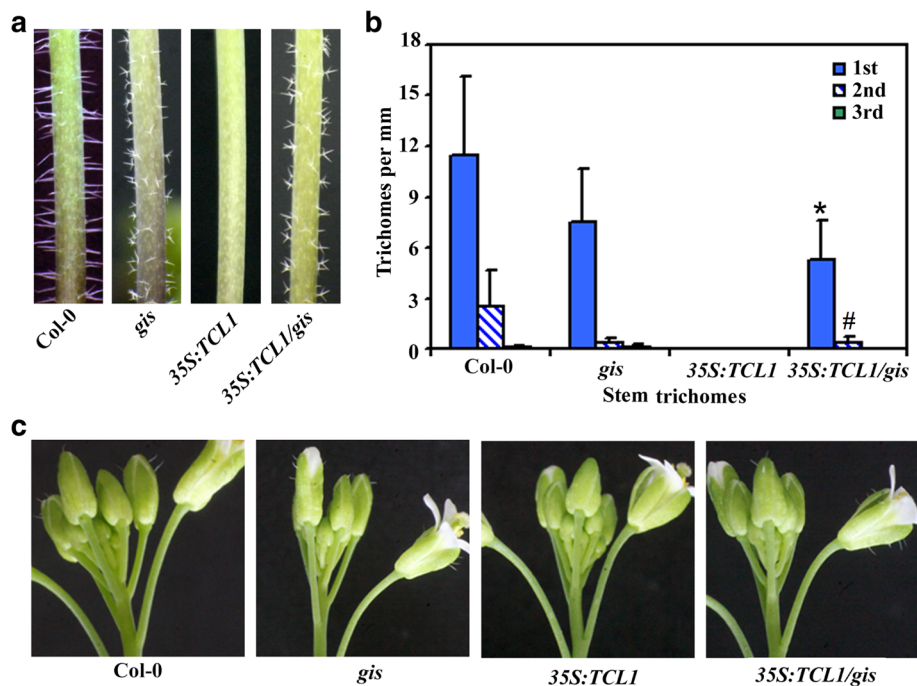 a
Col-0
gis
35S:TCL1
35S:TCL1/gis
b
Trichomes per mm
18
15
12
9
6
3
0
1st
2nd
3rd
*
#
Col-0
gis
35S:TCL1
35S:TCL1/gis
Stem trichomes
c
Col-0
gis
35S:TCL1
35S:TCL1/gis